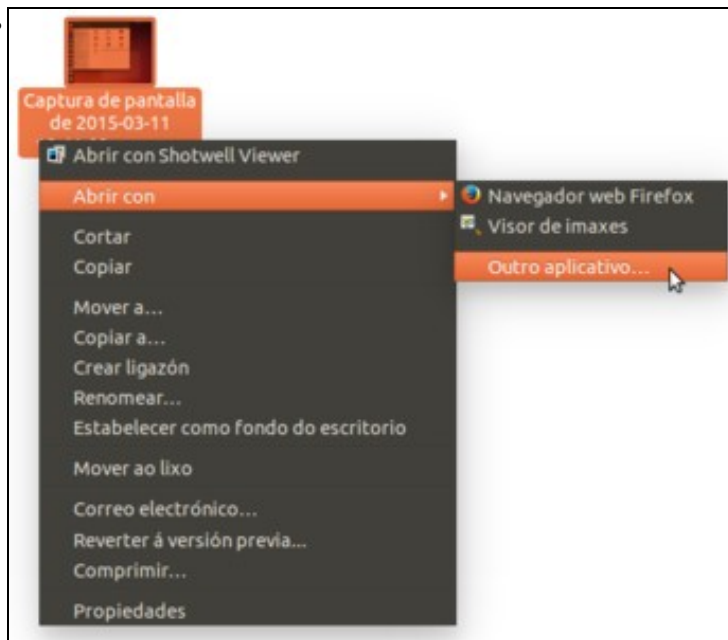 Captura de pantalla
de 2015-03-11
Abrir con Shotwell Viewer
Abrir con
Navegador web Firefox
Visor de imaxes
Outro aplicativo...
Cortar
Copiar
Mover a...
Copiar a...
Crear ligazón
Renomear...
Estabelecer como fondo do escritorio
Mover ao lixo
Correo electrónico...
Reverter á versión previa...
Comprimir...
Propiedades